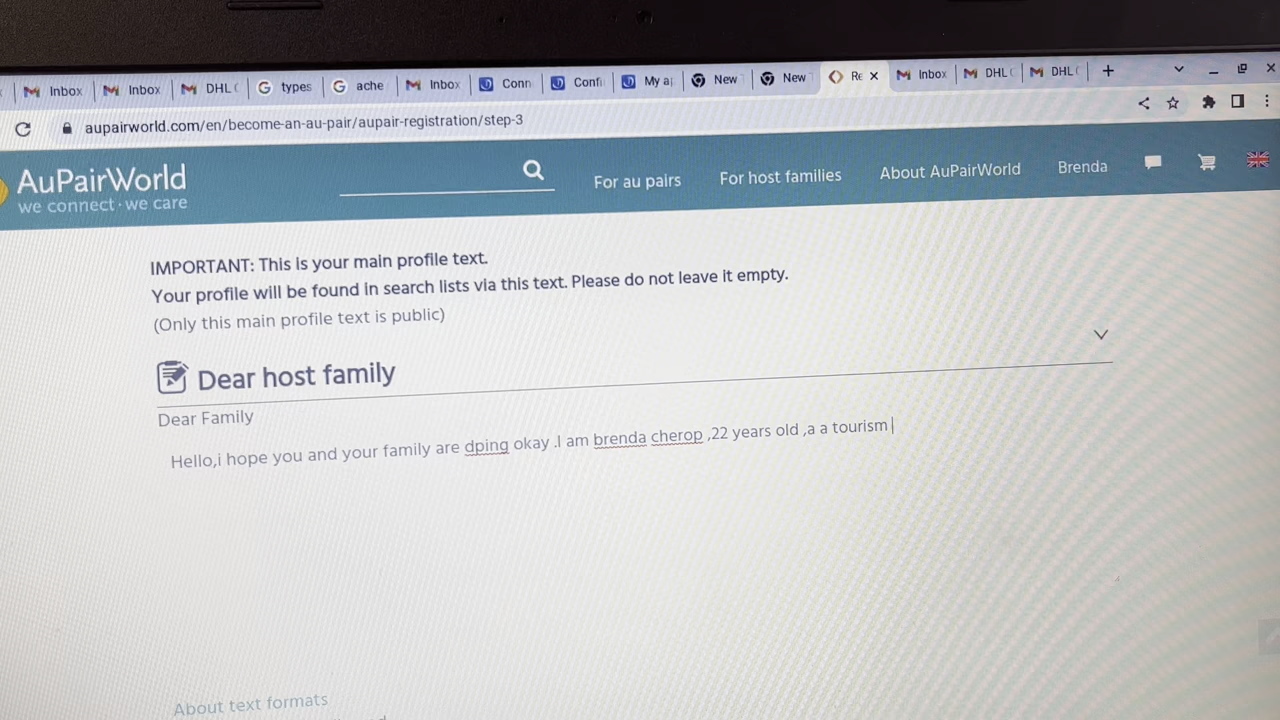 Inbox Inbox DHL ( types ache Inbox Conn Confi My a New T New T Re Inbox DHL ( DHL (
aupairworld.com/en/become-an-au-pair/aupair-registration/step-3
AuPairWorld
we connect·we care
For au pairs For host families About AuPairWorld Brenda
IMPORTANT: This is your main profile text.
Your profile will be found in search lists via this text. Please do not leave it empty.
(Only this main profile text is public)
Dear host family
Dear Family
Hello,i hope you and your family are dping okay .I am brenda cherop ,22 years old ,a a tourism
About text formats